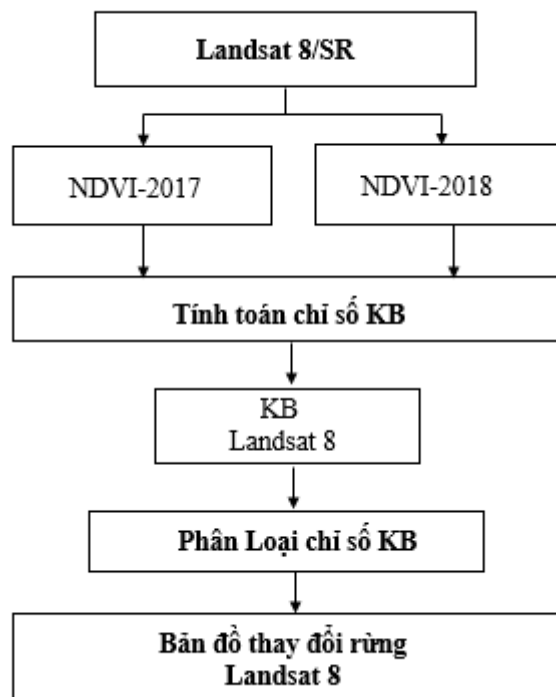 Landsat 8/SR
NDVI-2017
NDVI-2018
Tính toán chỉ số KB
KB
Landsat 8
Phân Loại chỉ số KB
Bản đồ thay đổi rừng
Landsat 8